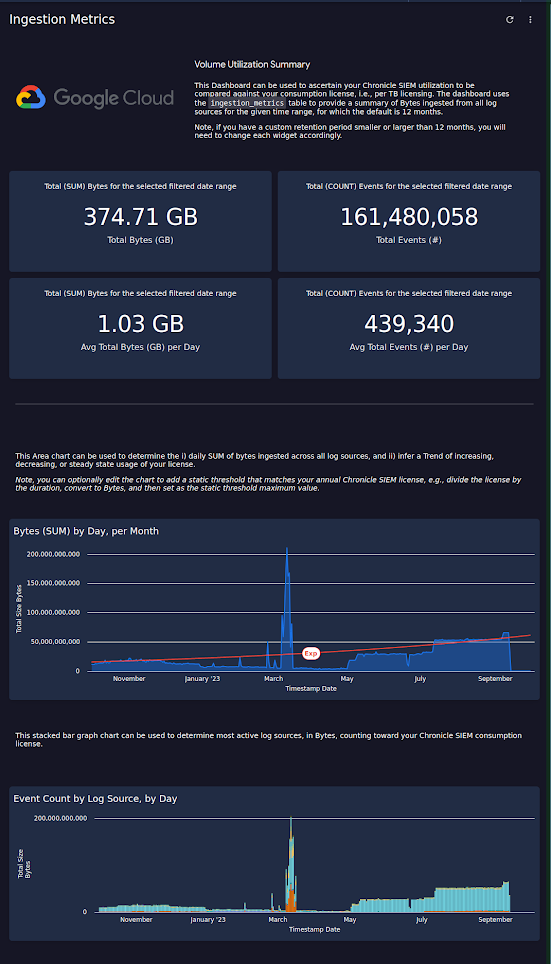 Ingestion Metrics
Google Cloud
Volume Utilization Summary
This Dashboard can be used to ascertain your Chronicle SIEM utilization to be
compared against your consumption license, i.e., per TB licensing. The dashboard uses
the ingestion_metrics table to provide a summary of Bytes ingested from all log
sources for the given time range, for which the default is 12 months.
Note, if you have a custom retention period smaller or larger than 12 months, you will
need to change each widget accordingly.
Total (SUM) Bytes for the selected filtered date range
374.71 GB
Total Bytes (GB)
Total (COUNT) Events for the selected filtered date range
161,480,058
Total Events (#)
Total (SUM) Bytes for the selected filtered date range
1.03 GB
Avg Total Bytes (GB) per Day
Total (COUNT) Events for the selected filtered date range
439,340
Avg Total Events (#) per Day
This Area chart can be used to determine the i) daily SUM of bytes ingested across all log sources, and ii) infer a Trend of increasing,
decreasing, or steady state usage of your license.
Note, you can optionally edit the chart to add a static threshold that matches your annual Chronicle SIEM license, e.g., divide the license by
the duration, convert to Bytes, and then set as the static threshold maximum value.
Bytes (SUM) by Day, per Month
Total Size Bytes
200,000,000,000
150,000,000,000
100,000,000,000
50,000,000,000
0
Exp
November January '23 March May July September
Timestamp Date
This stacked bar graph chart can be used to determine most active log sources, in Bytes, counting toward your Chronicle SIEM consumption
license.
Event Count by Log Source, by Day
Total Size
Bytes
200,000,000,000
0
November January '23 March May July September
Timestamp Date